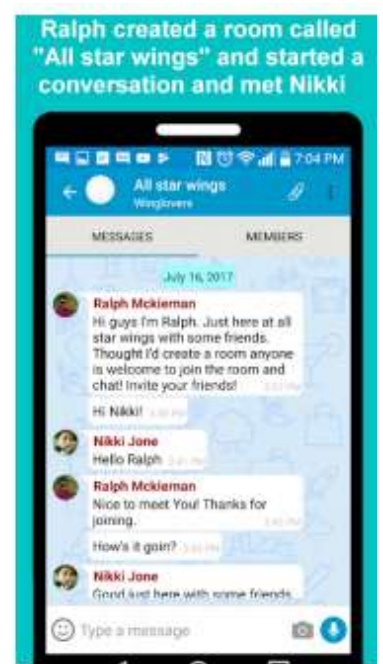 Ralph created a room called
"All star wings" and started a
conversation and met Nikki
7:04 PM
All star wings
Winglovers
MESSAGES MEMBERS
July 16, 2017
Ralph Mckiernan
Hi guys I'm Ralph. Just here at all
star wings with some friends.
Thought I'd create a room anyone
is welcome to join the room and
chat! Invite your friends!
Hi Nikki!
Nikki Jone
Hello Ralph
Ralph Mckiernan
Nice to meet You! Thanks for
joining.
How's it goin?
Nikki Jone
Good just here with some friends.
Type a message